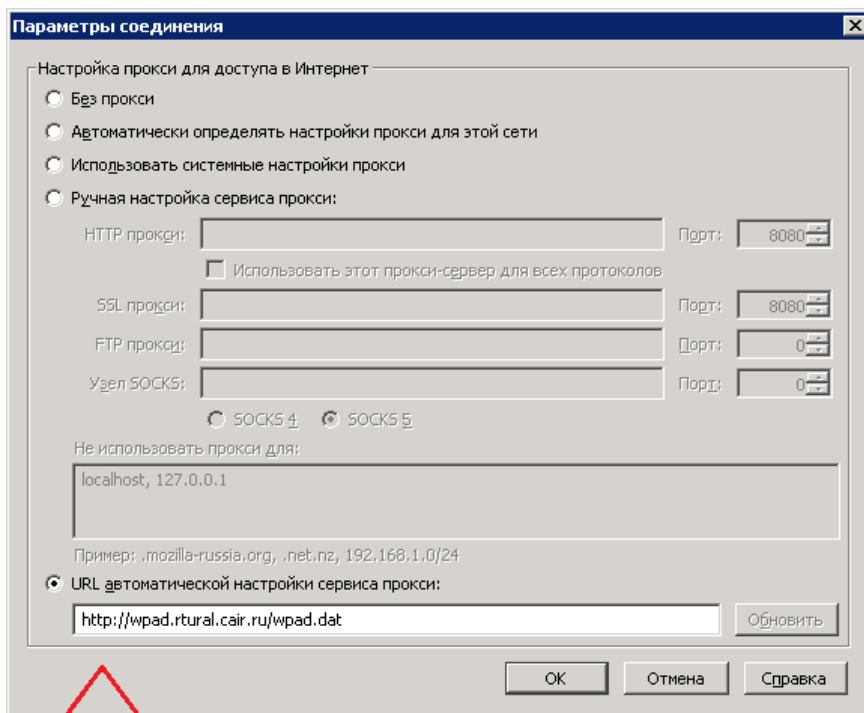 Параметры соединения
Настройка прокси для доступа в Интернет
Без прокси
Автоматически определять настройки прокси для этой сети
Использовать системные настройки прокси
Ручная настройка сервиса прокси:
HTTP прокси: Порт: 8080
Использовать этот прокси-сервер для всех протоколов
SSL прокси: Порт: 8080
FTP прокси: Порт: 0
Узел SOCKS: Порт: 0
SOCKS 4 SOCKS 5
Не использовать прокси для:
localhost, 127.0.0.1
Пример: .mozilla-russia.org, .net.nz, 192.168.1.0/24
URL автоматической настройки сервиса прокси:
http://wpad.rtural.cair.ru/wpad.dat Обновить
OK Отмена Справка